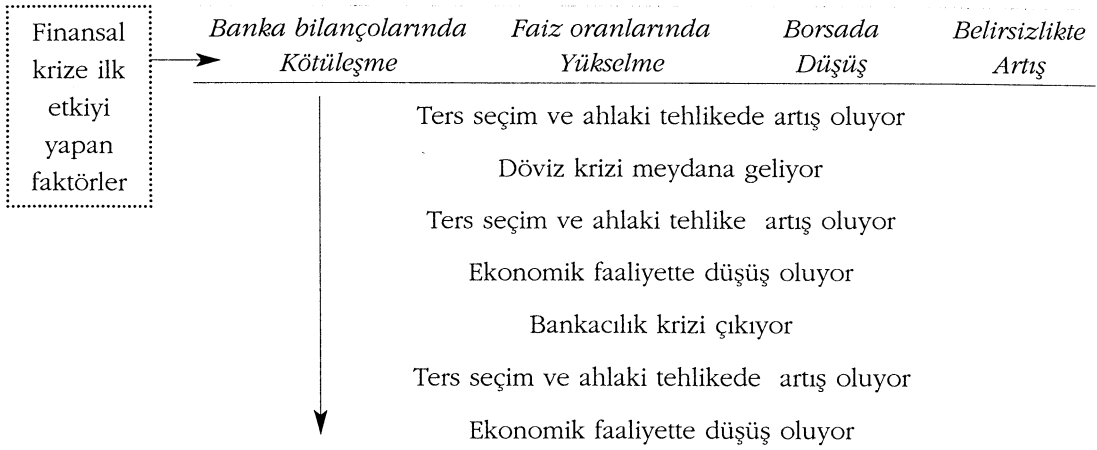 Finansal
krize ilk
etkiyi
yapan
faktörler
Banka bilançolarında
Kötüleşme
Faiz oranlarında
Yükselme
Borsada
Düşüş
Belirsizlikte
Artış
Ters seçim ve ahlaki tehlikede artış oluyor
Döviz krizi meydana geliyor
Ters seçim ve ahlaki tehlike artış oluyor
Ekonomik faaliyette düşüş oluyor
Bankacılık krizi çıkıyor
Ters seçim ve ahlaki tehlikede artış oluyor
Ekonomik faaliyette düşüş oluyor